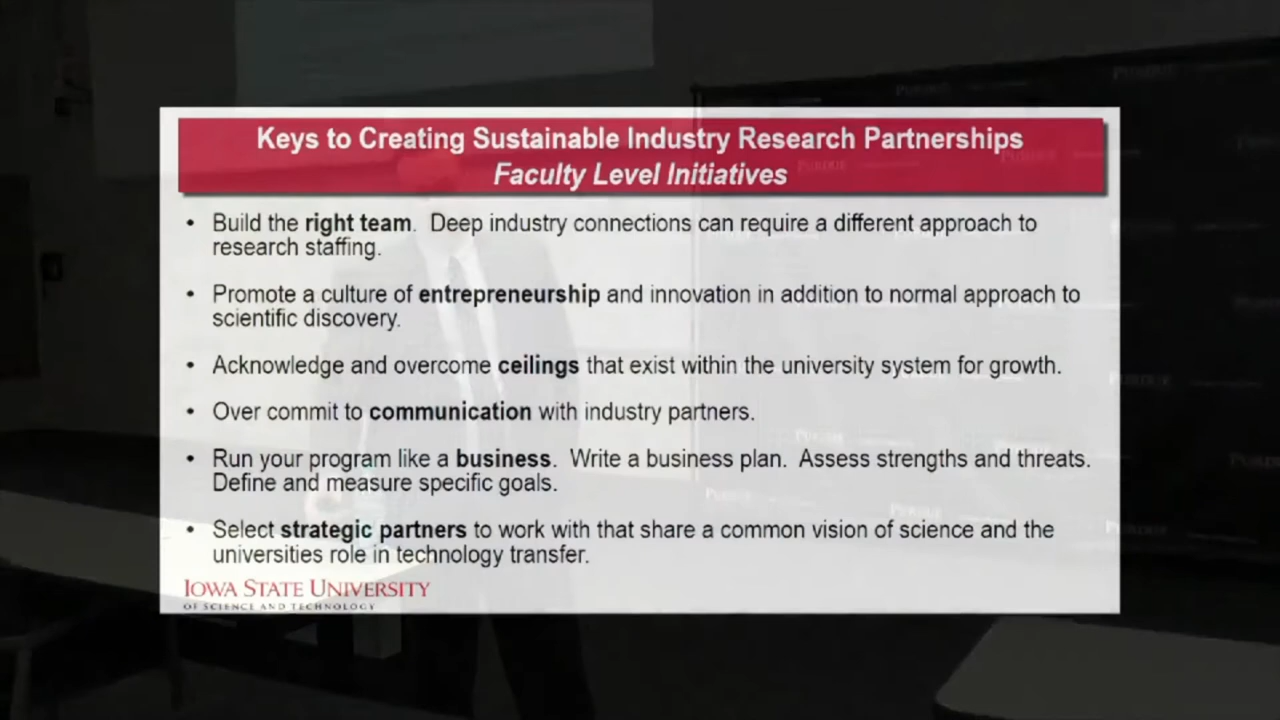 Keys to Creating Sustainable Industry Research Partnerships
Faculty Level Initiatives
• Build the right team. Deep industry connections can require a different approach to
research staffing.
• Promote a culture of entrepreneurship and innovation in addition to normal approach to
scientific discovery.
• Acknowledge and overcome ceilings that exist within the university system for growth.
• Over commit to communication with industry partners.
• Run your program like a business. Write a business plan. Assess strengths and threats.
Define and measure specific goals.
• Select strategic partners to work with that share a common vision of science and the
universities role in technology transfer.
IOWA STATE UNIVERSITY
OF SCIENCE AND TECHNOLOGY